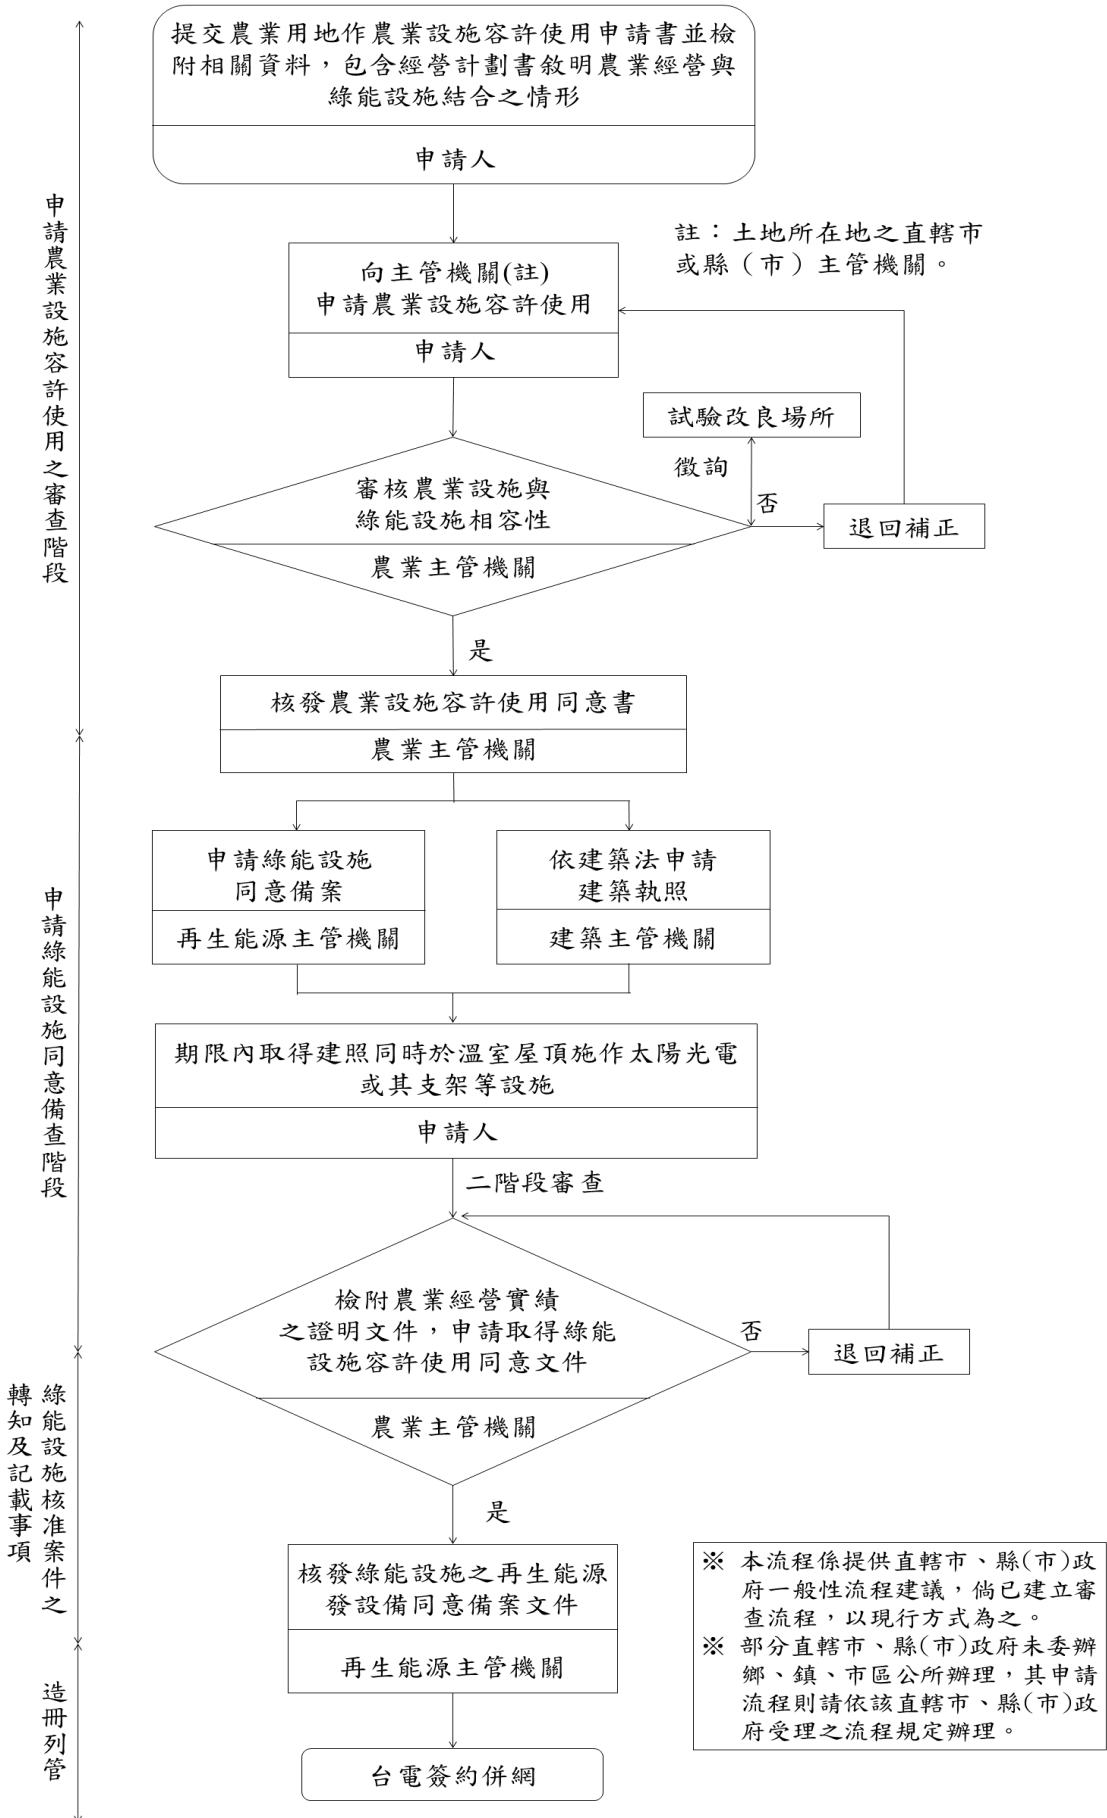 提交農業用地作農業設施容許使用申請書並檢
附相關資料，包含經營計劃書敘明農業經營與
綠能設施結合之情形
申請人
申請農業設施容許使用之審查階段
註：土地所在地之直轄市
或縣（市）主管機關。
向主管機關(註)
申請農業設施容許使用
申請人
試驗改良場所
徵詢
否
退回補正
審核農業設施與
綠能設施相容性
農業主管機關
是
核發農業設施容許使用同意書
農業主管機關
申請綠能設施同意備查階段
申請綠能設施
同意備案
再生能源主管機關
依建築法申請
建築執照
建築主管機關
期限內取得建照同時於溫室屋頂施作太陽光電
或其支架等設施
申請人
二階段審查
檢附農業經營實績
之證明文件，申請取得綠能
設施容許使用同意文件
農業主管機關
否
退回補正
綠能設施核准案件之
轉知及記載事項
是
核發綠能設施之再生能源
發設備同意備案文件
再生能源主管機關
造冊列管
台電簽約併網
※ 本流程係提供直轄市、縣(市)政
府一般性流程建議，倘已建立審
查流程，以現行方式為之。
※ 部分直轄市、縣(市)政府未委辦
鄉、鎮、市區公所辦理，其申請
流程則請依該直轄市、縣(市)政
府受理之流程規定辦理。